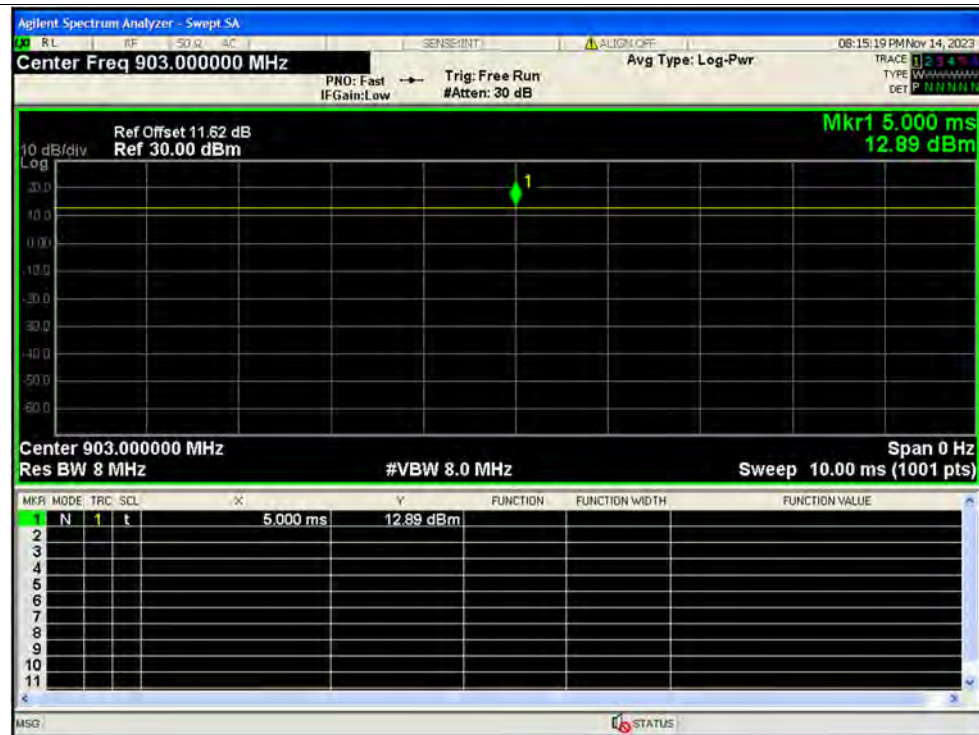 Agilent Spectrum Analyzer - Swept SA
RL RF 50 Ω AC SENSE:INT ALIGN OFF 08:15:19 PM Nov 14, 2023
Center Freq 903.000000 MHz Avg Type: Log-Pwr TRACE 1 2 3 4 5 6
PNO: Fast Trig: Free Run TYPE W
IFGain:Low #Atten: 30 dB DET P N N N N N
Mkr1 5.000 ms
Ref Offset 11.62 dB
10 dB/div Ref 30.00 dBm 12.89 dBm
Log
20.0
1
10.0
0.00
-10.0
-20.0
-30.0
-40.0
-50.0
-60.0
Center 903.000000 MHz Span 0 Hz
Res BW 8 MHz #VBW 8.0 MHz Sweep 10.00 ms (1001 pts)
MKR MODE TRC SCL X Y FUNCTION FUNCTION WIDTH FUNCTION VALUE
1 N 1 t 5.000 ms 12.89 dBm
2
3
4
5
6
7
8
9
10
11
MSG STATUS